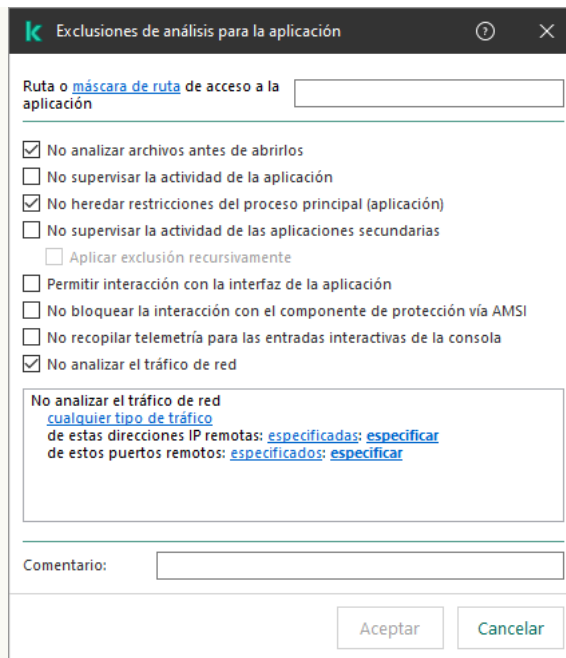 Exclusiones de análisis para la aplicación
Ruta o máscara de ruta de acceso a la
aplicación
No analizar archivos antes de abrirlos
No supervisar la actividad de la aplicación
No heredar restricciones del proceso principal (aplicación)
No supervisar la actividad de las aplicaciones secundarias
Aplicar exclusión recursivamente
Permitir interacción con la interfaz de la aplicación
No bloquear la interacción con el componente de protección vía AMSI
No recopilar telemetría para las entradas interactivas de la consola
No analizar el tráfico de red
No analizar el tráfico de red
cualquier tipo de tráfico
de estas direcciones IP remotas: especificadas: especificar
de estos puertos remotos: especificados: especificar
Comentario:
Aceptar
Cancelar